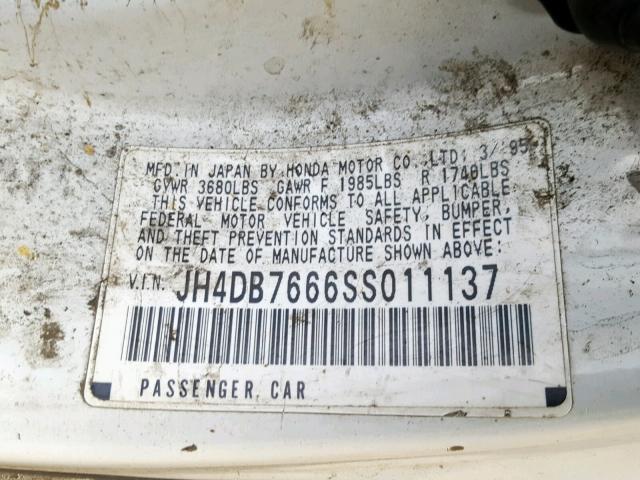 MFD. IN JAPAN BY HONDA MOTOR CO., LTD; 3/ 95
GVWR 3680LBS GAWR F 1985LBS R 1740LBS
THIS VEHICLE CONFORMS TO ALL APPLICABLE
FEDERAL MOTOR VEHICLE SAFETY, BUMPER,
AND THEFT PREVENTION STANDARDS IN EFFECT
ON THE DATE OF MANUFACTURE SHOWN ABOVE:
V.I.N. JH4DB7666SS011137
PASSENGER CAR